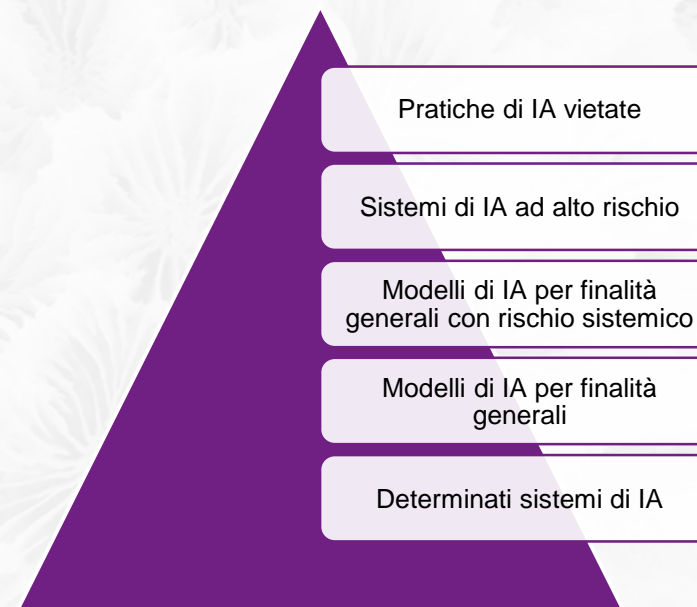 Pratiche di IA vietate
Sistemi di IA ad alto rischio
Modelli di IA per finalità
generali con rischio sistemico
Modelli di IA per finalità
generali
Determinati sistemi di IA